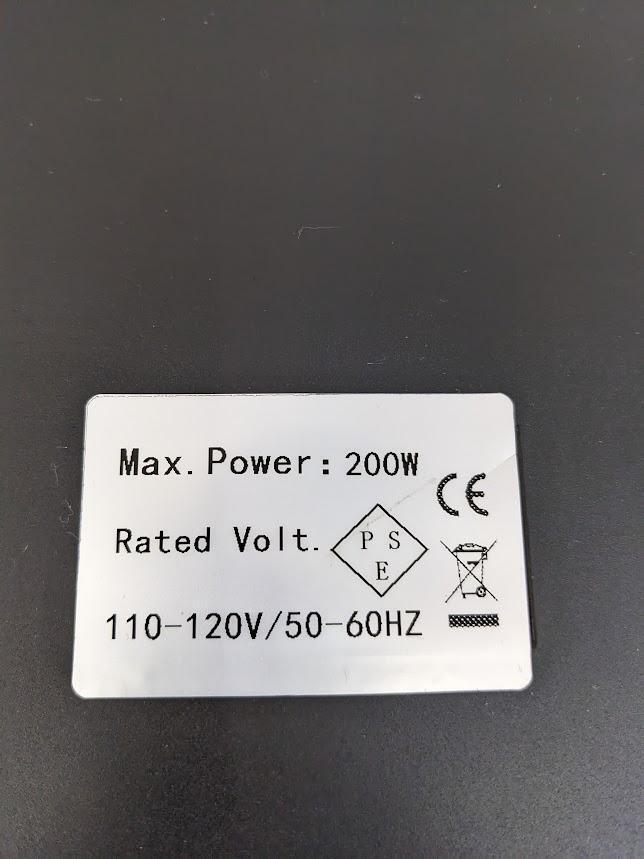 Max. Power: 200W
CE
Rated Volt.
P S
E
110-120V/50-60HZ